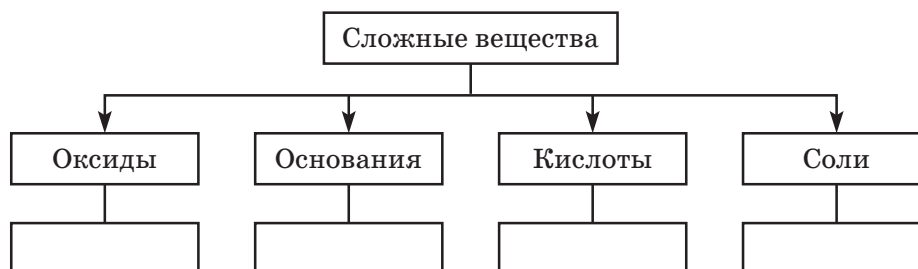 Сложные вещества
Оксиды
Основания
Кислоты
Соли